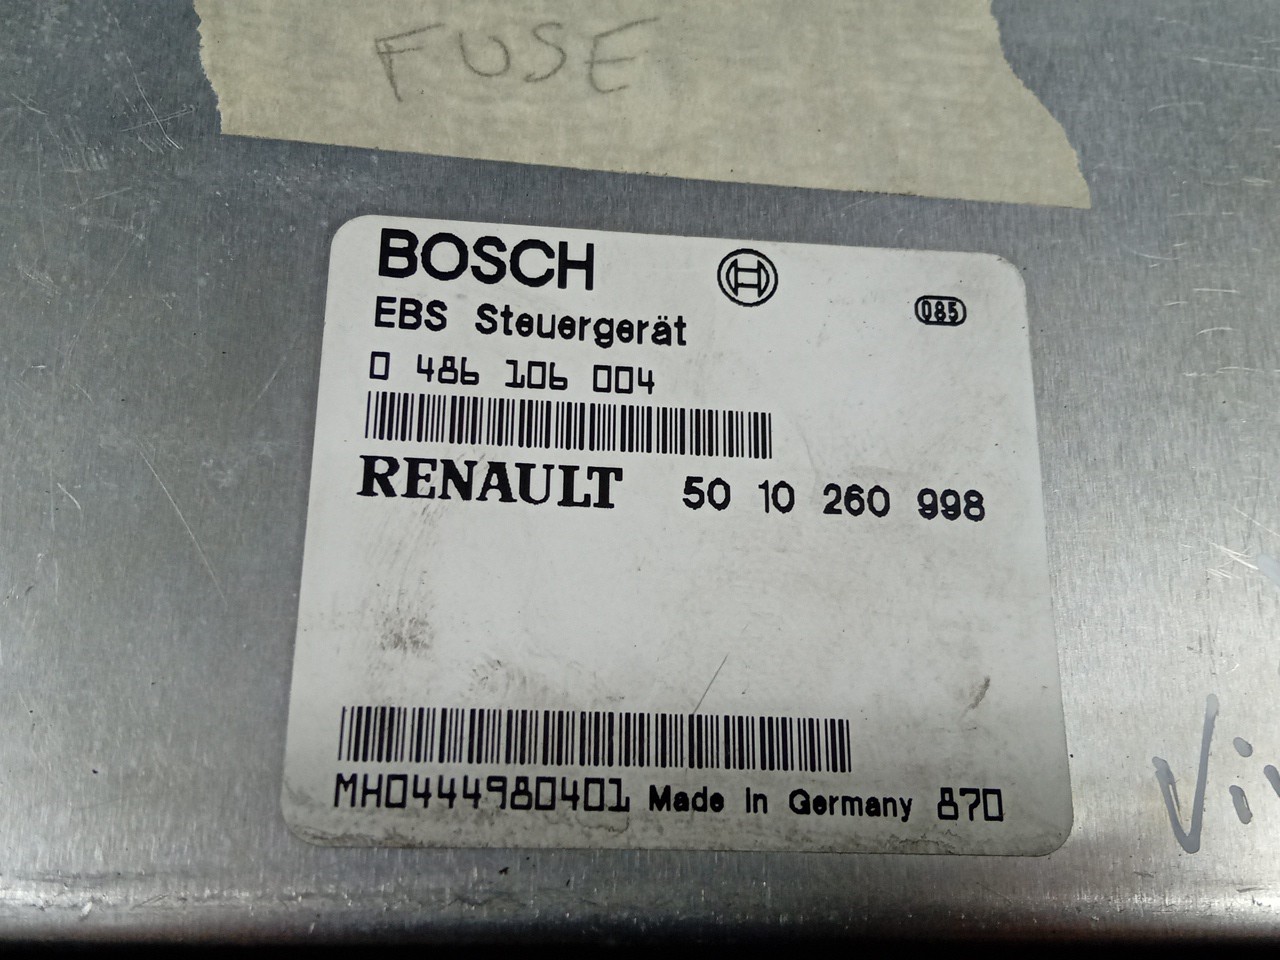 FUSE
BOSCH
085
EBS Steuergerät
0 486 106 004
RENAULT 50 10 260 998
MH0444980401 Made in Germany 870